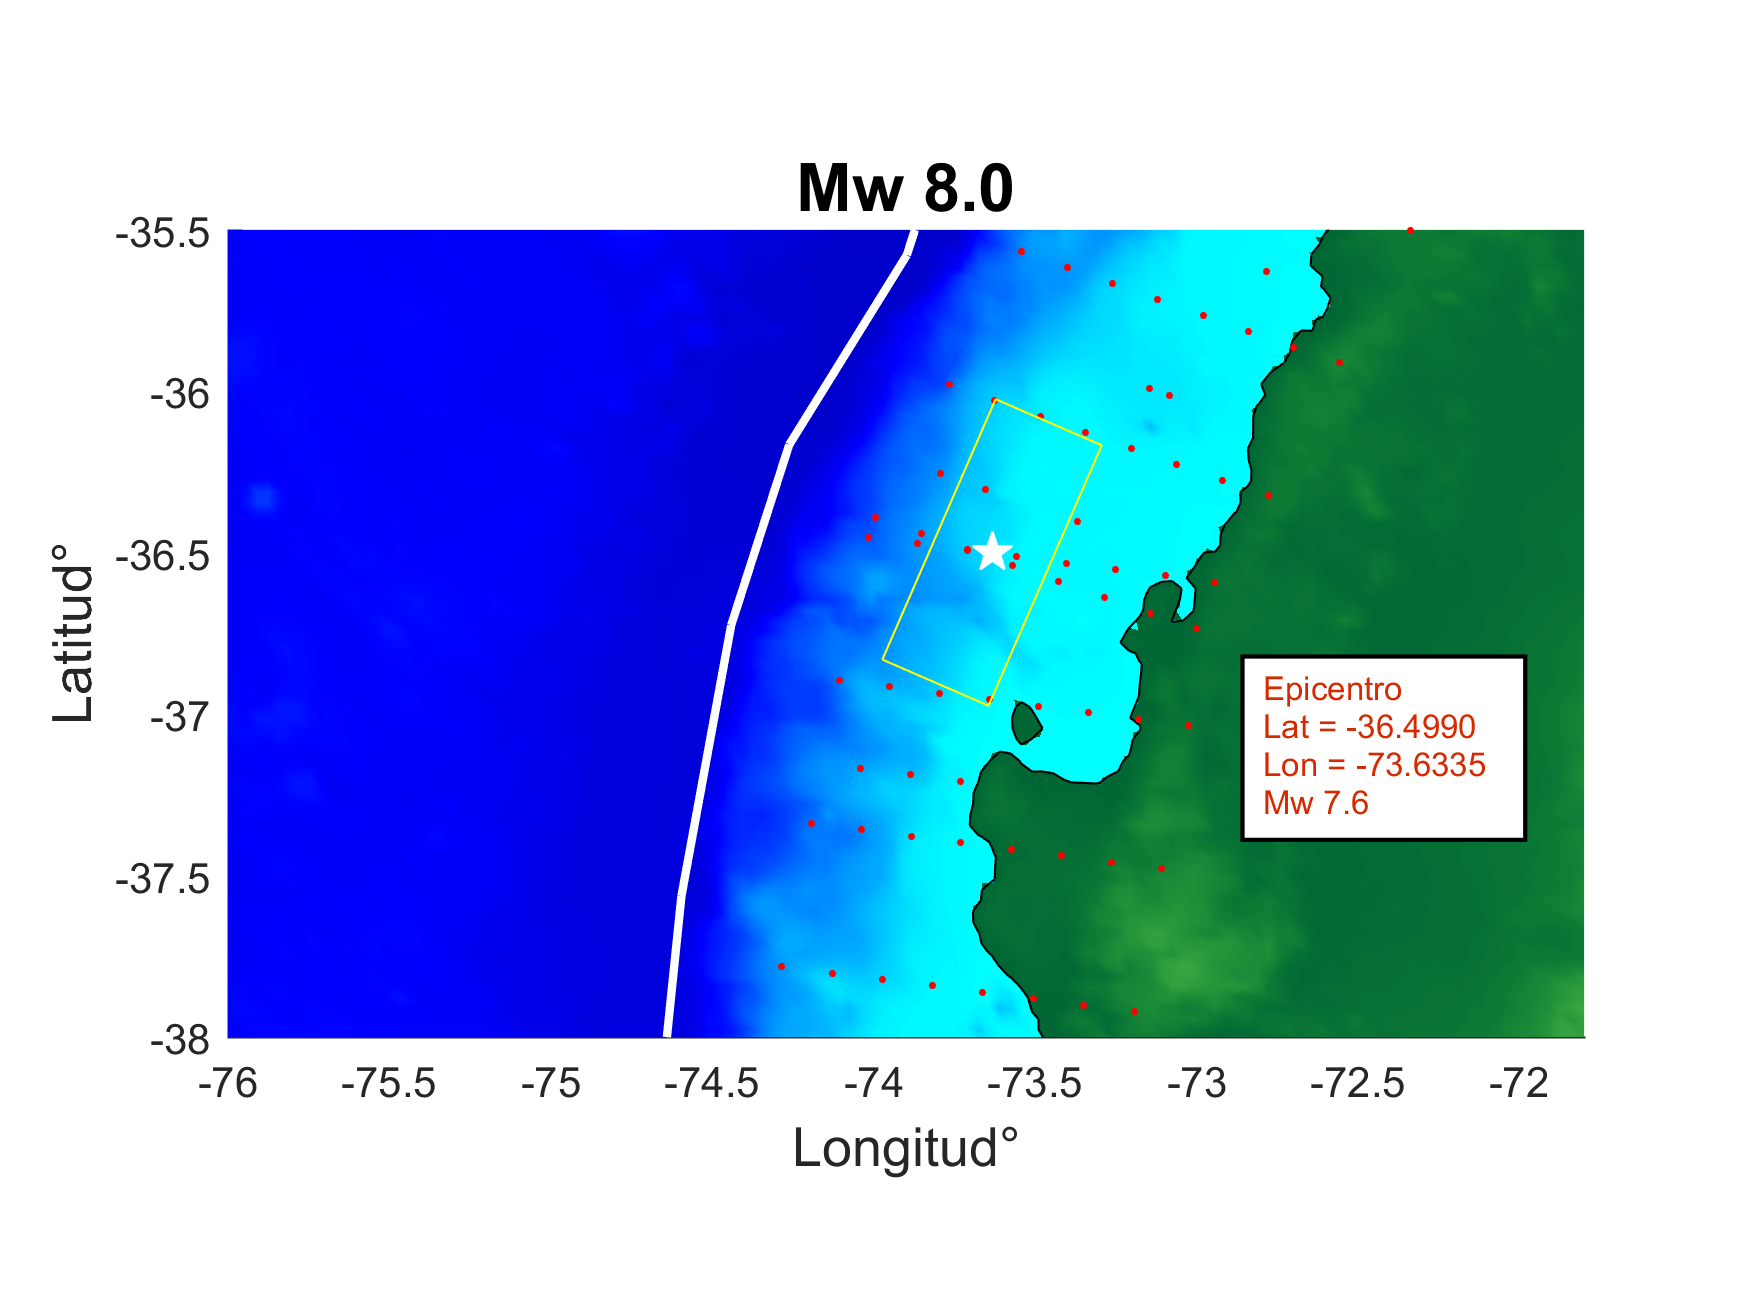 Mw 8.0
-35.5
-36
-36.5
-37
-37.5
-38
Latitud°
Epicentro
Lat = -36.4990
Lon = -73.6335
Mw 7.6
-76 -75.5 -75 -74.5 -74 -73.5 -73 -72.5 -72
Longitud°